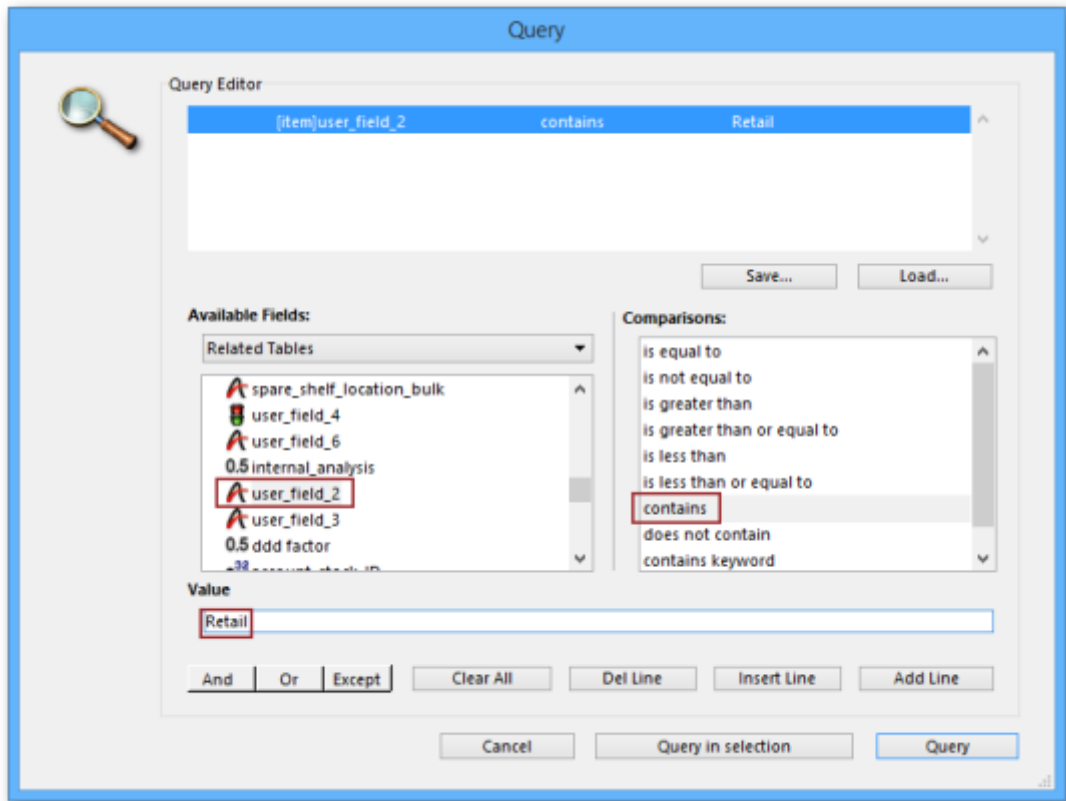 Query
Query Editor
[item]user_field_2 contains Retail
Save... Load...
Available Fields: Comparisons:
Related Tables
spare_shelf_location_bulk
user_field_4
user_field_6
0.5 internal_analysis
user_field_2
user_field_3
0.5 ddd factor
is equal to
is not equal to
is greater than
is greater than or equal to
is less than
is less than or equal to
contains
does not contain
contains keyword
Value
Retail
And Or Except Clear All Del Line Insert Line Add Line
Cancel Query in selection Query